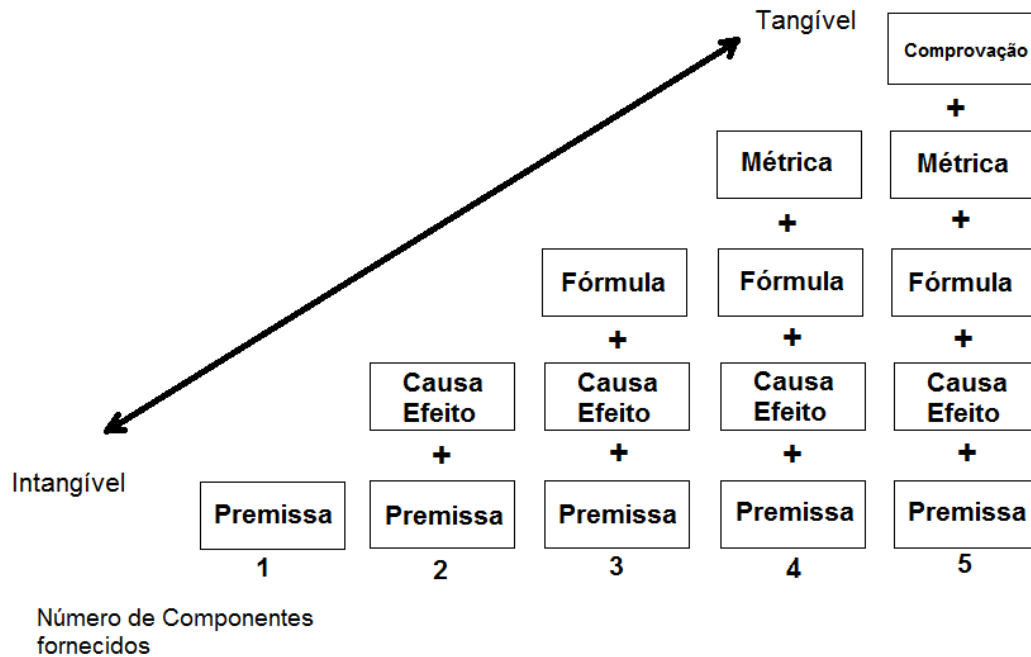 Tangível
Comprovação
+
Métrica
Métrica
+
+
Fórmula
Fórmula
Fórmula
+
+
+
Causa
Efeito
Causa
Efeito
Causa
Efeito
Causa
Efeito
+
+
+
+
Intangível
Premissa
Premissa
Premissa
Premissa
Premissa
1
2
3
4
5
Número de Componentes
fornecidos